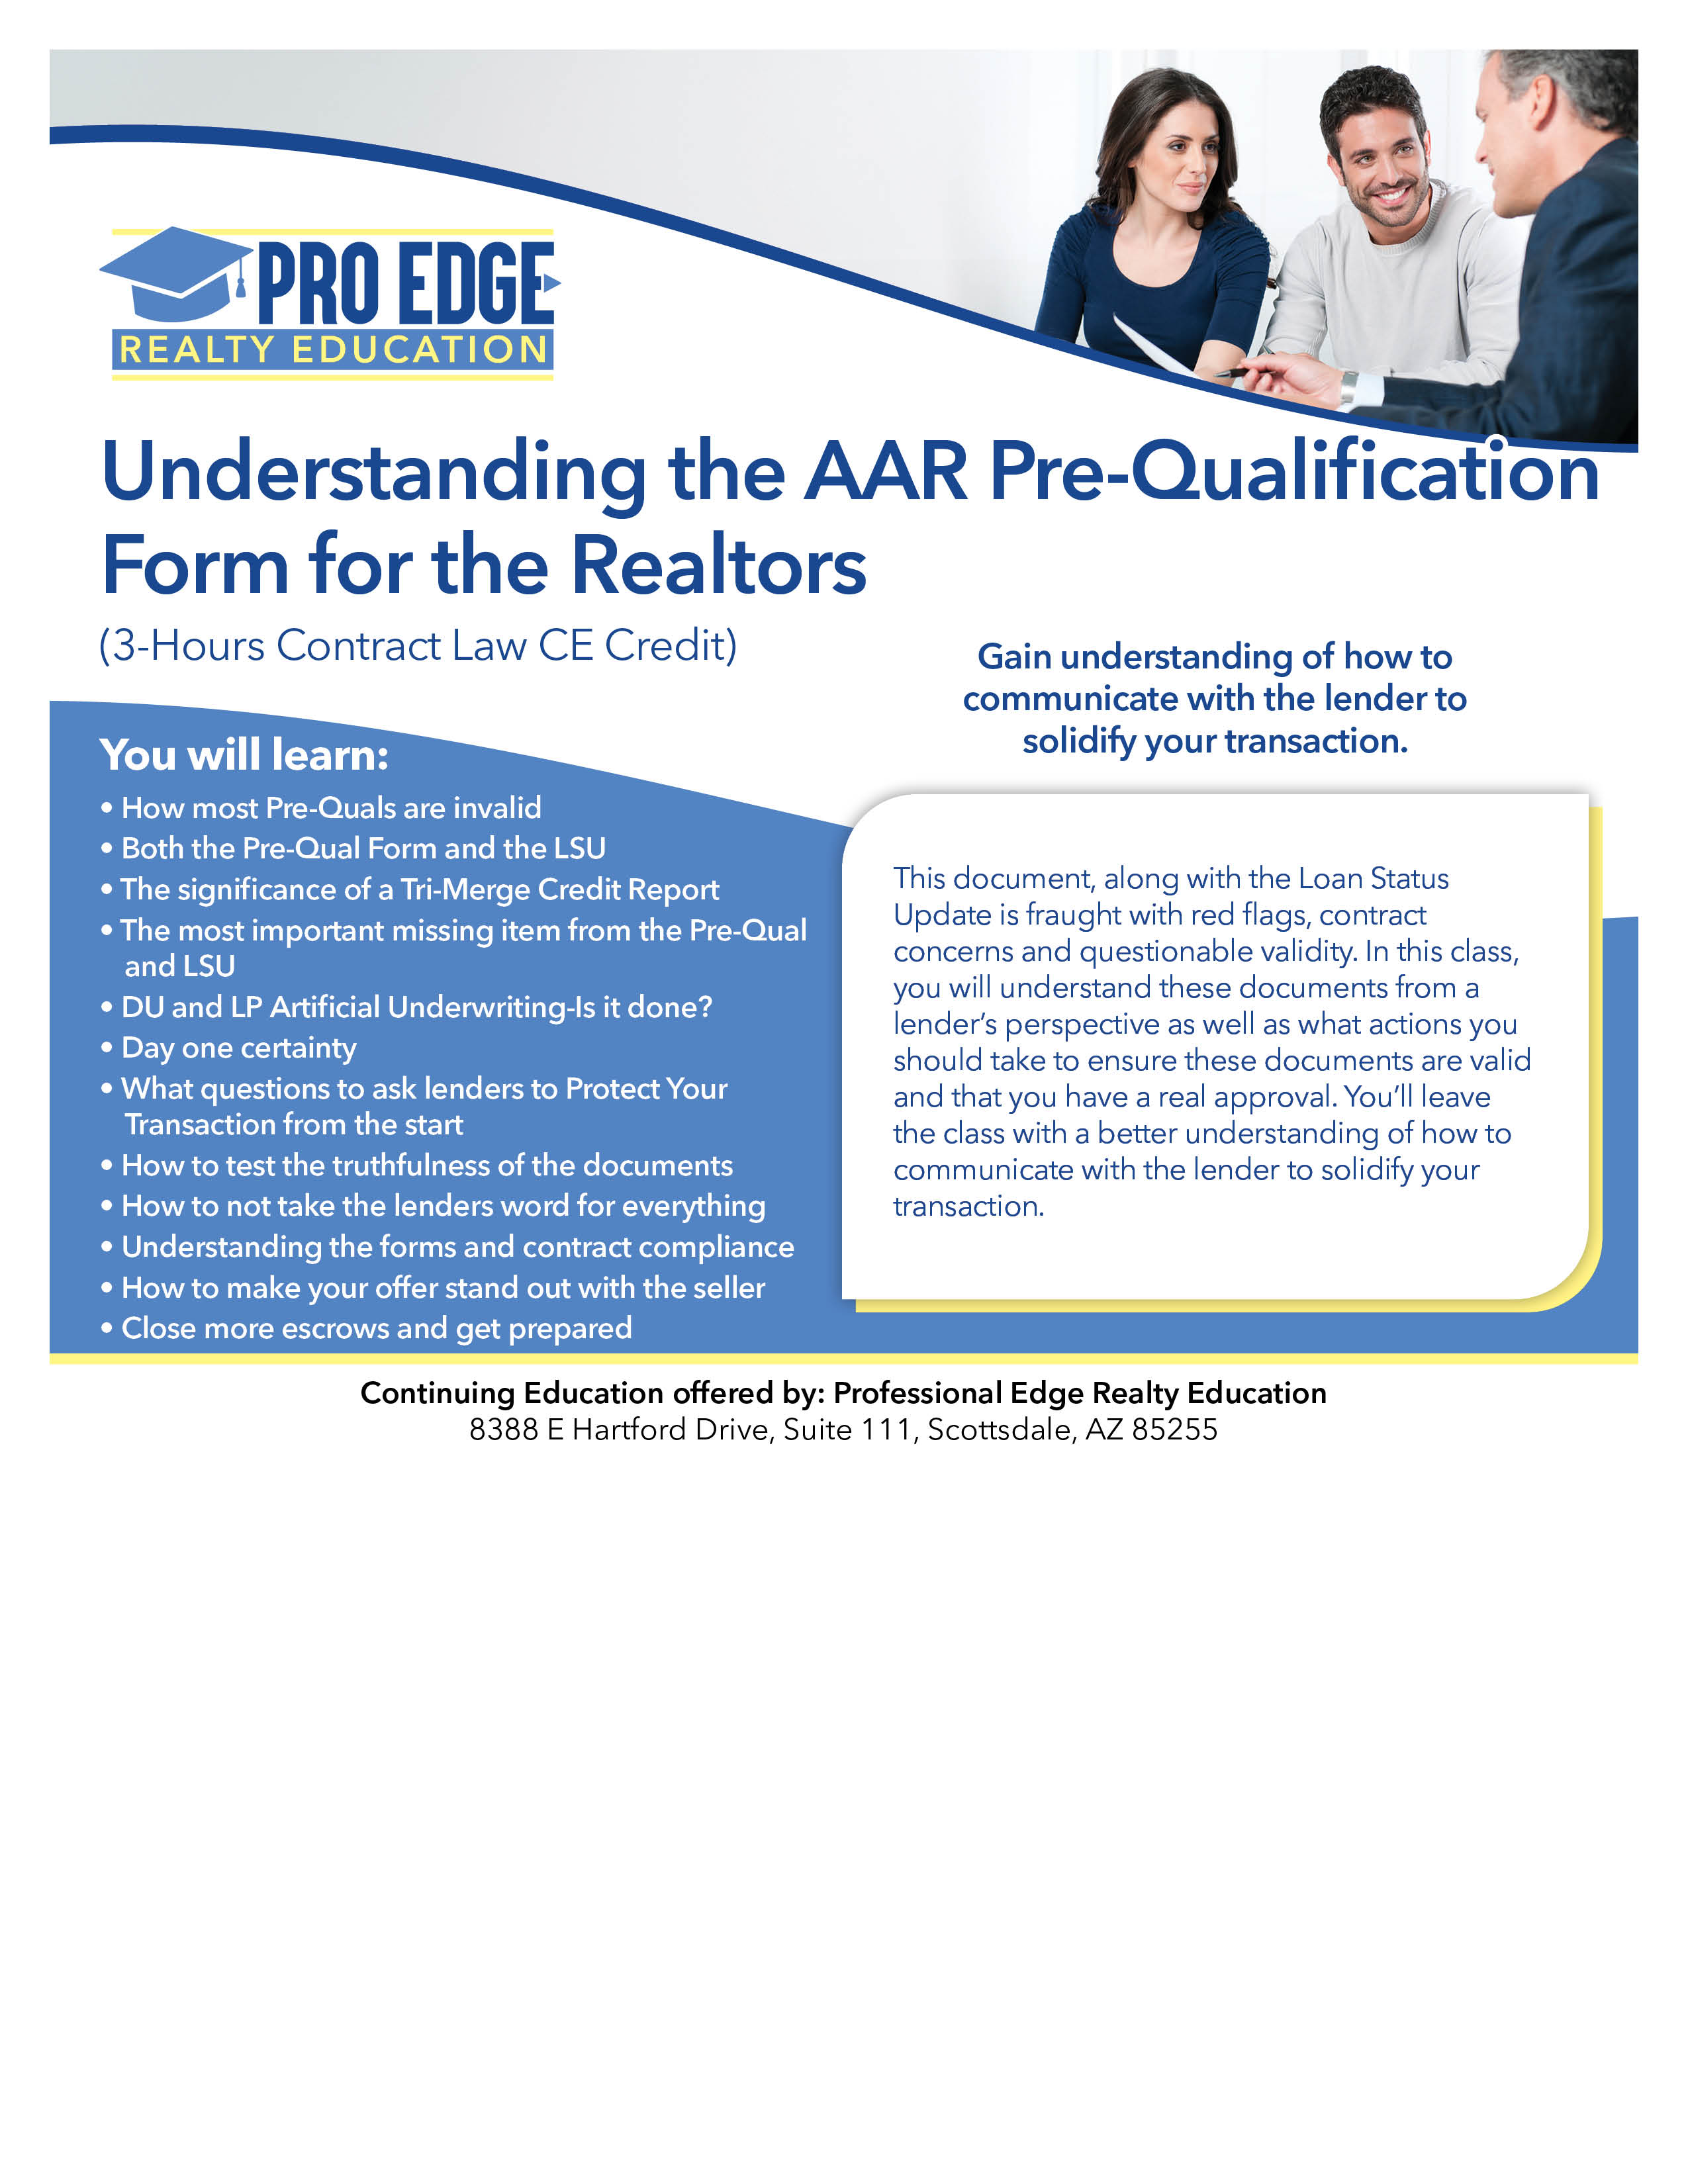 PRO EDGE
REALTY EDUCATION
Understanding the AAR Pre-Qualification
Form for the Realtors
(3-Hours Contract Law CE Credit)
Gain understanding of how to
communicate with the lender to
solidify your transaction.
You will learn:
• How most Pre-Quals are invalid
• Both the Pre-Qual Form and the LSU
• The significance of a Tri-Merge Credit Report
• The most important missing item from the Pre-Qual
and LSU
• DU and LP Artificial Underwriting-Is it done?
• Day one certainty
• What questions to ask lenders to Protect Your
Transaction from the start
• How to test the truthfulness of the documents
• How to not take the lenders word for everything
• Understanding the forms and contract compliance
• How to make your offer stand out with the seller
• Close more escrows and get prepared
This document, along with the Loan Status
Update is fraught with red flags, contract
concerns and questionable validity. In this class,
you will understand these documents from a
lender’s perspective as well as what actions you
should take to ensure these documents are valid
and that you have a real approval. You’ll leave
the class with a better understanding of how to
communicate with the lender to solidify your
transaction.
Continuing Education offered by: Professional Edge Realty Education
8388 E Hartford Drive, Suite 111, Scottsdale, AZ 85255